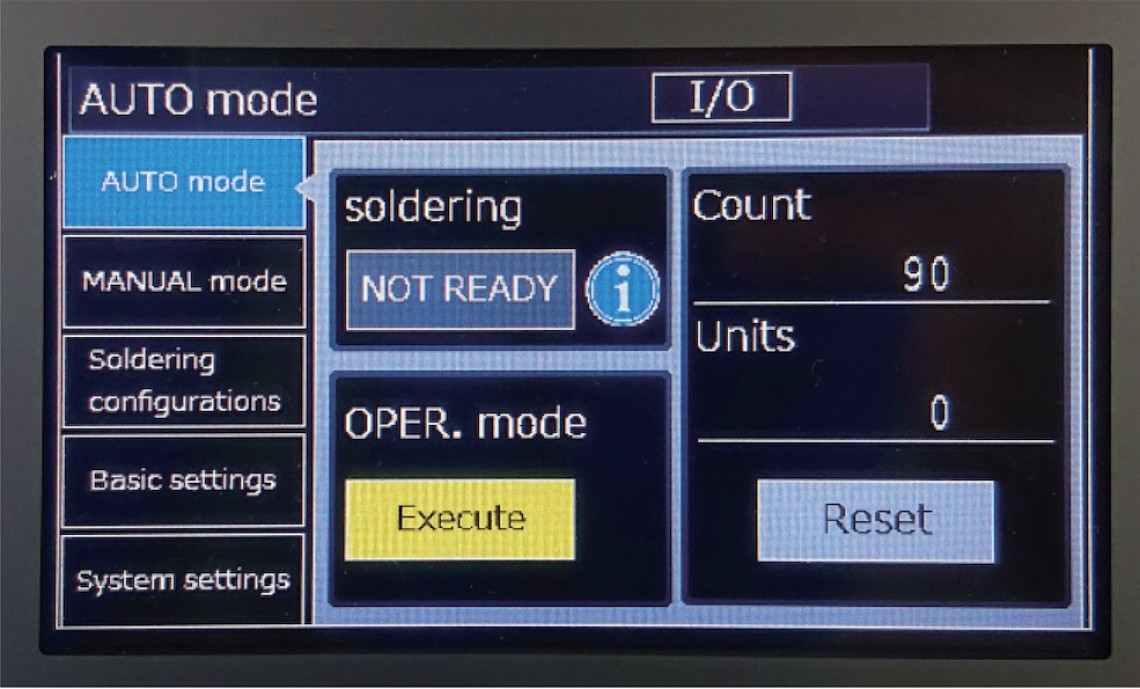 AUTO mode
I/O
AUTO mode
MANUAL mode
Soldering
configurations
Basic settings
System settings
soldering
NOT READY
i
OPER. mode
Execute
Count
90
Units
0
Reset